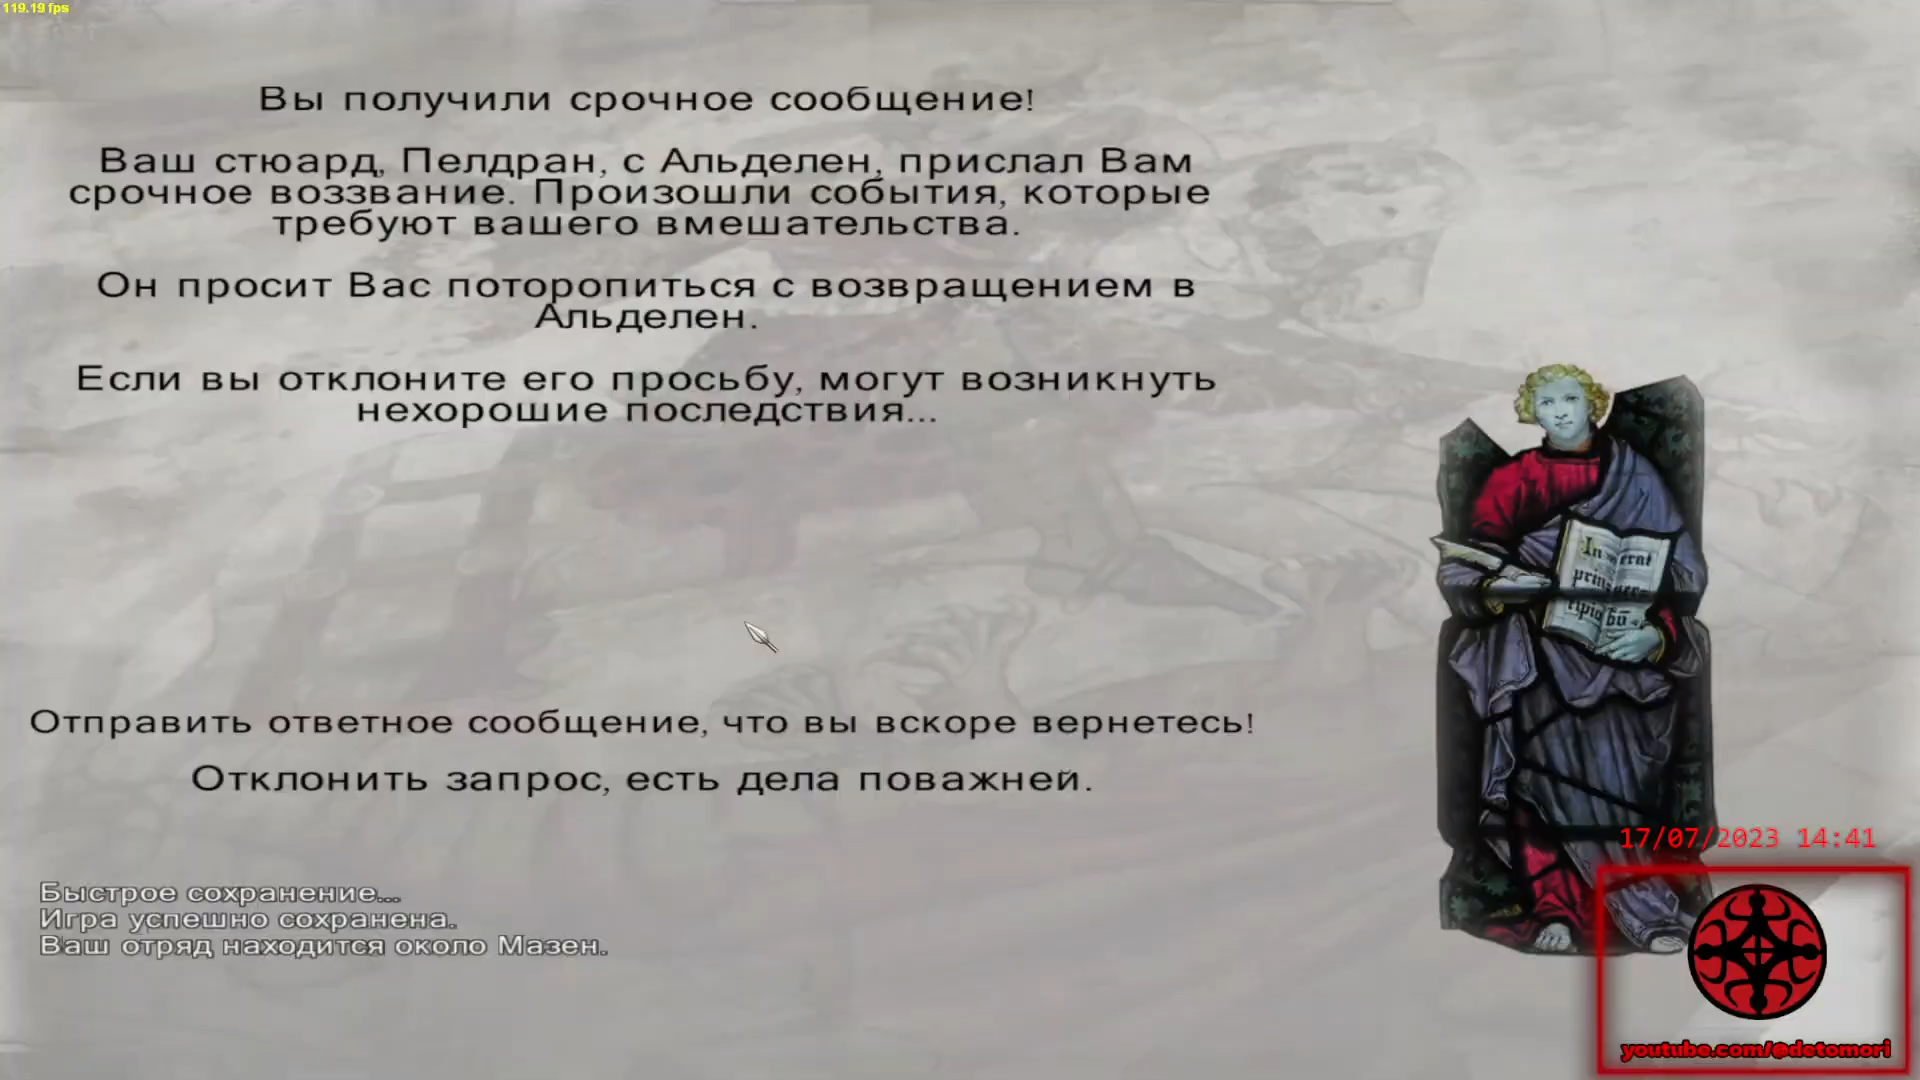 119.19 fps
Вы получили срочное сообщение!
Ваш стюард, Пелдран, с Альделен, прислал Вам
срочное воззвание. Произошли события, которые
требуют вашего вмешательства.
Он просит Вас поторопиться с возвращением в
Альделен.
Если вы отклоните его просьбу, могут возникнуть
нехорошие последствия...
In erat
Отправить ответное сообщение, что вы вскоре вернетесь!
Отклонить запрос, есть дела поважней.
17/07/2023 14:41
Быстрое сохранение...
Игра успешно сохранена.
Ваш отряд находится около Мазен.
youtube.com/@detomori